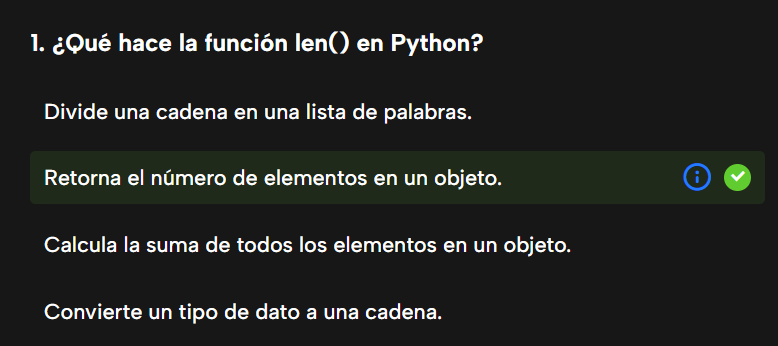 1. ¿Qué hace la función len() en Python?
Divide una cadena en una lista de palabras.
Retorna el número de elementos en un objeto.
Calcula la suma de todos los elementos en un objeto.
Convierte un tipo de dato a una cadena.